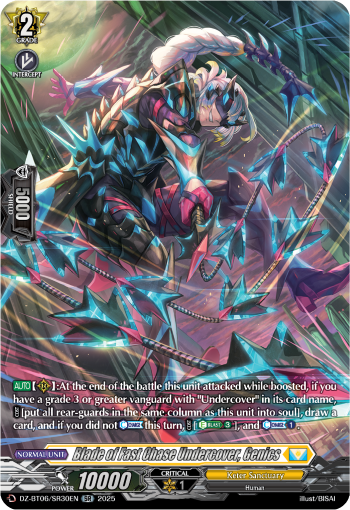 2
GRADE
INTERCEPT
5000
SHIELD
AUTO【 】:At the end of the battle this unit attacked while boosted, if you
have a grade 3 or greater vanguard with "Undercover" in its card name,
[put all rear-guards in the same column as this unit into soul], draw a
card, and if you did not this turn, [ 3], and 1.
NORMAL UNIT
Blade of Fast Chase Undercover, Genies
Keter Sanctuary
Human
POWER 10000
CRITICAL
1
D-DZ-BT06/SR30EN SR 2025
illust/BISAI